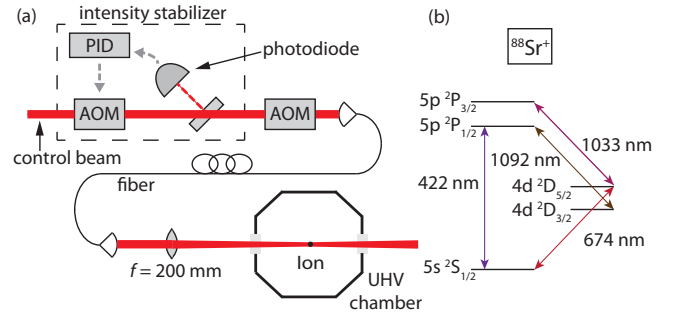 (a)
intensity stabilizer
PID
photodiode
AOM
AOM
control beam
fiber
f = 200 mm
Ion
UHV
chamber
(b)
⁸⁸Sr⁺
5p ²P₃/₂
5p ²P₁/₂
1033 nm
1092 nm
422 nm
4d ²D₅/₂
4d ²D₃/₂
674 nm
5s ²S₁/₂